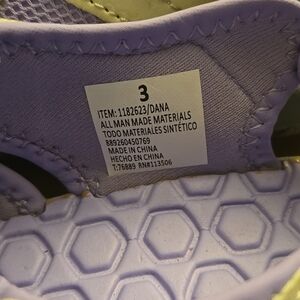 3
ITEM: 1182623/DANA
ALL MAN MADE MATERIALS
TODO MATERIALES SINTÉTICO
889260450769
MADE IN CHINA
HECHO EN CHINA
T:76889 RN#113506